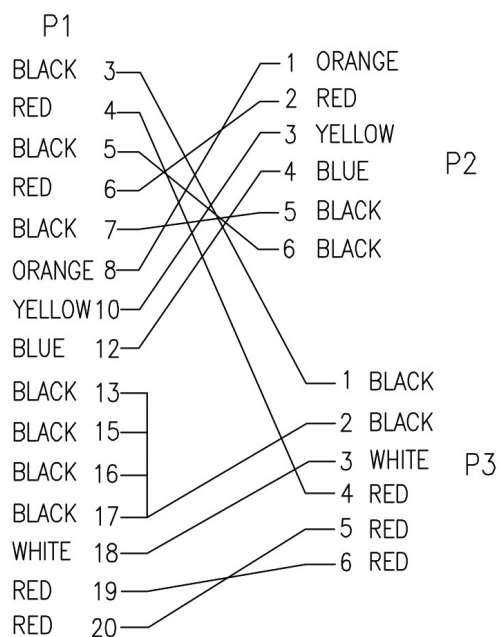 P1
BLACK 3
RED 4
BLACK 5
RED 6
BLACK 7
ORANGE 8
YELLOW 10
BLUE 12
BLACK 13
BLACK 15
BLACK 16
BLACK 17
WHITE 18
RED 19
RED 20
1 ORANGE
2 RED
3 YELLOW
4 BLUE
5 BLACK
6 BLACK
P2
1 BLACK
2 BLACK
3 WHITE
4 RED
5 RED
6 RED
P3